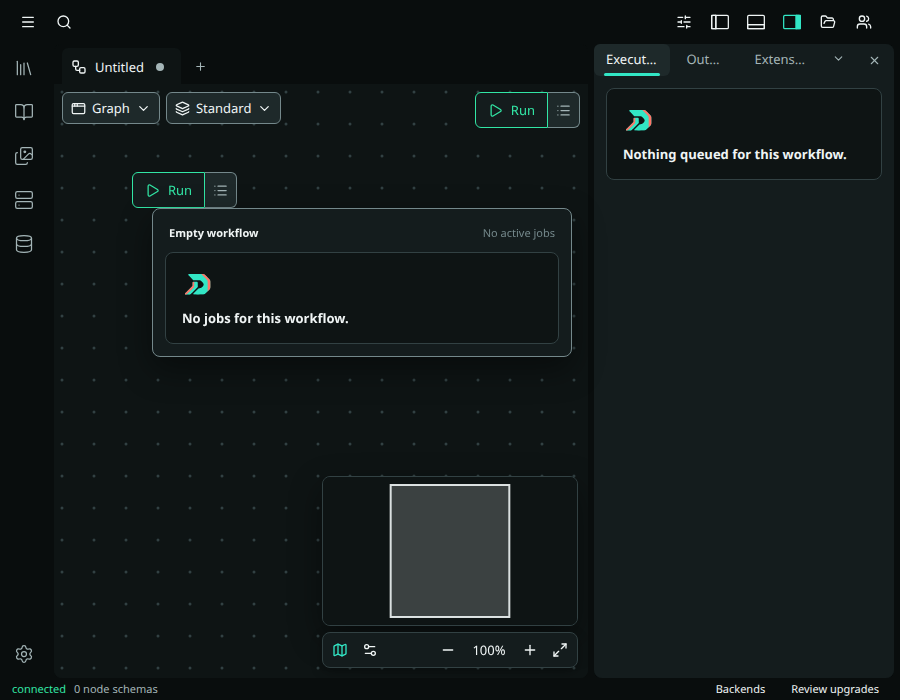 Untitled
Execut...
Out...
Extens...
Graph
Standard
Run
Nothing queued for this workflow.
Run
Empty workflow
No active jobs
No jobs for this workflow.
100%
connected
0 node schemas
Backends
Review upgrades